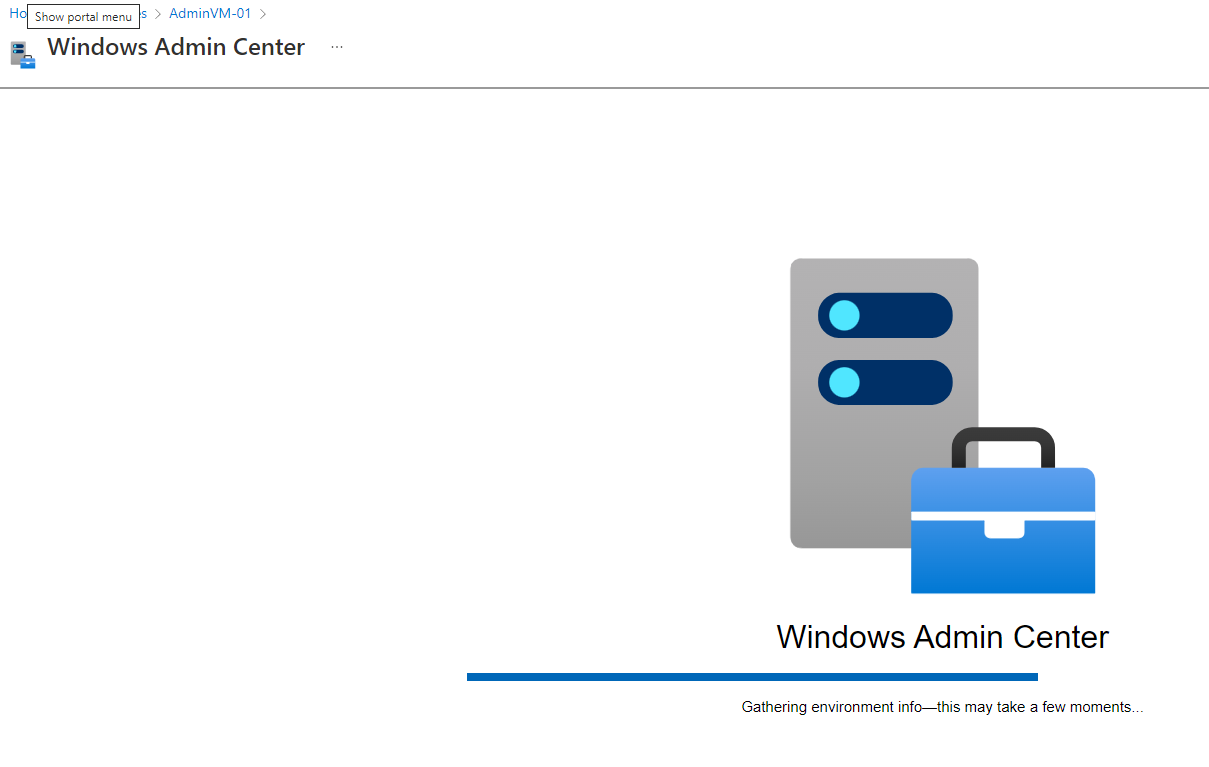 Ho
Show portal menu
s > AdminVM-01 >
Windows Admin Center ...
Windows Admin Center
Gathering environment info—this may take a few moments...